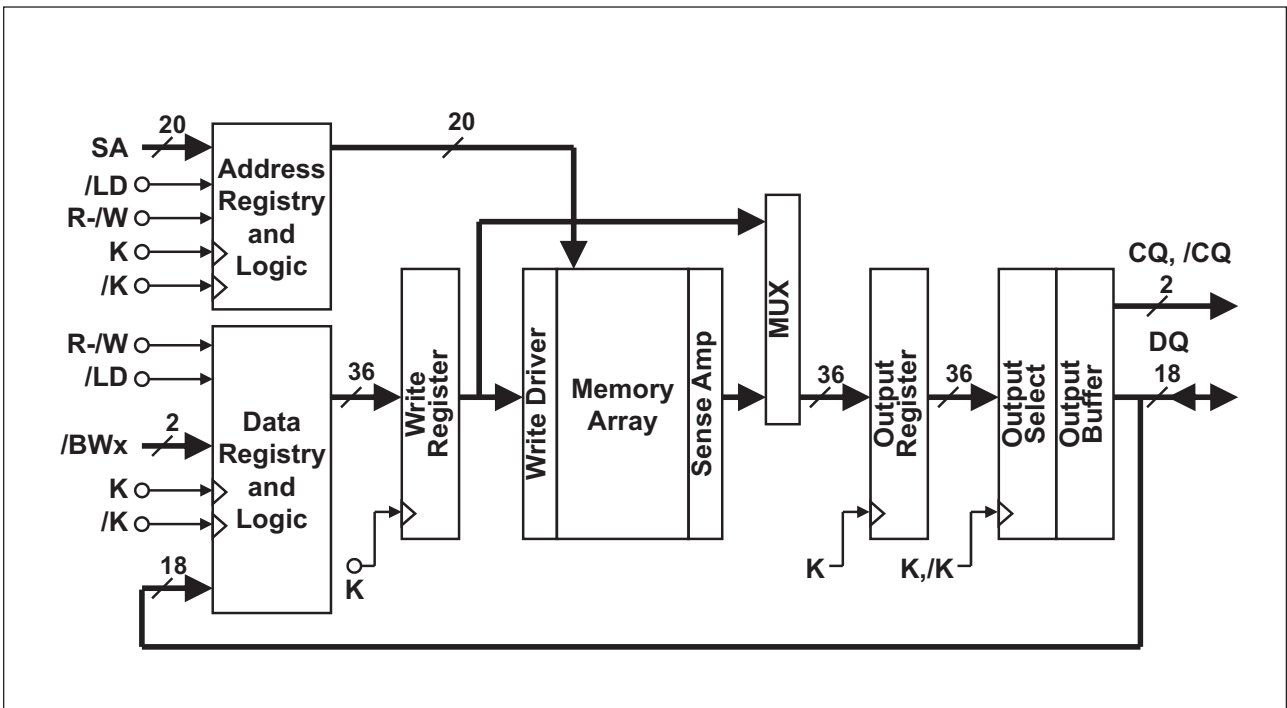 20
SA
/LD
R-/W
K
/K
Address
Registry
and
Logic
20
R-/W
/LD
2
/BWx
K
/K
18
Data
Registry
and
Logic
36
Write
Register
K
Write Driver
Memory
Array
Sense Amp
MUX
36
Output
Register
K
36
Output
Select
K,/K
Output
Buffer
CQ, /CQ
2
DQ
18